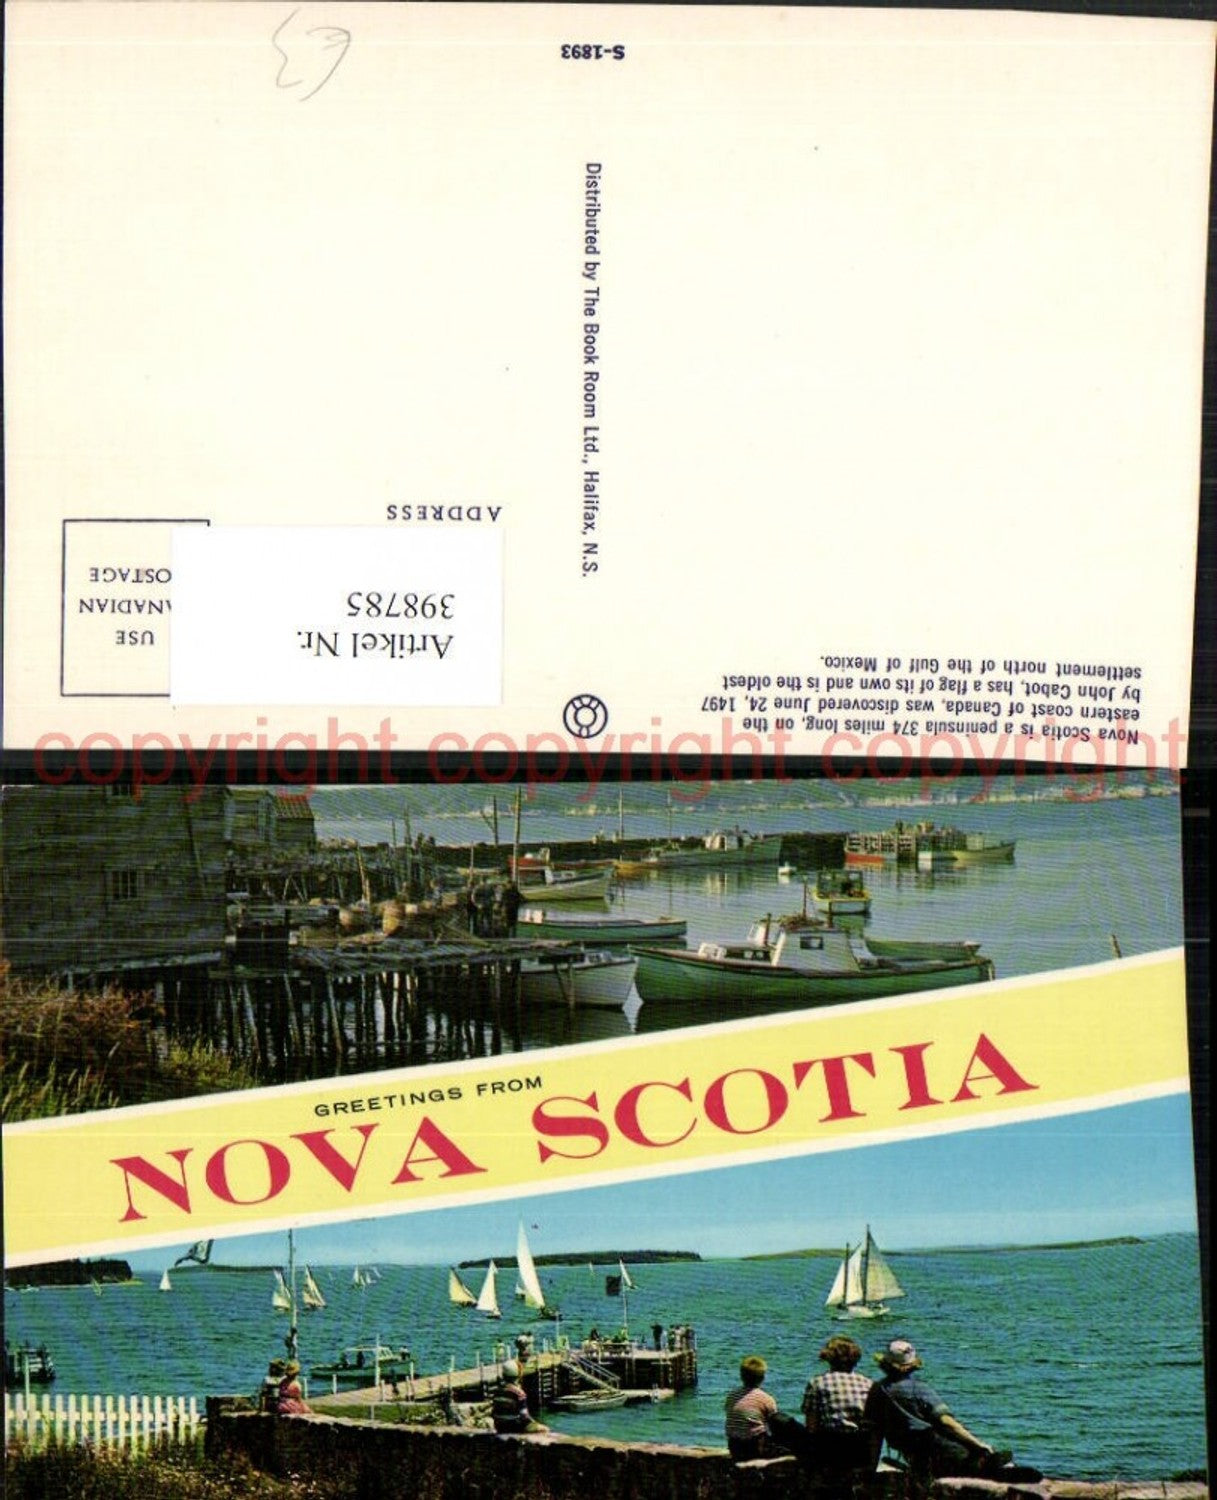 S-1893
Distributed by The Book Room Ltd., Halifax, N.S.
ADDRESS
USE
ANADIAN
OSTAGE
Artikel Nr.
398785
Nova Scotia is a peninsula 374 miles long, on the
eastern coast of Canada, was discovered June 24, 1497
by John Cabot, has a flag of its own and is the oldest
settlement north of the Gulf of Mexico.
copyright copyright copyright
GREETINGS FROM
NOVA SCOTIA